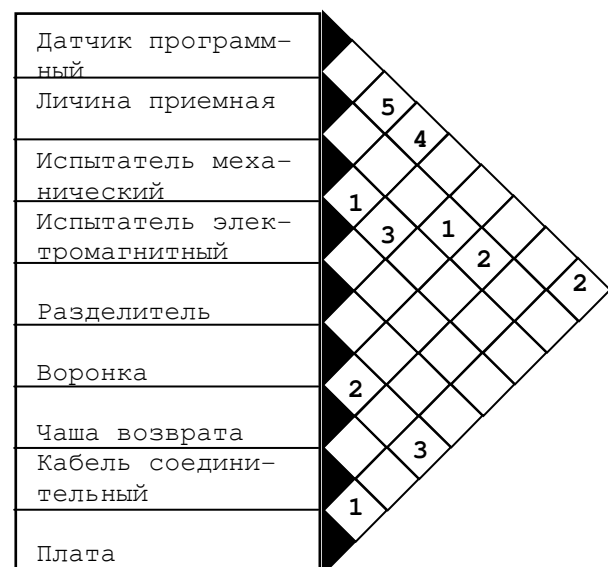 Датчик программ-
ный
Личина приемная
5
4
Испытатель меха-
нический
1
Испытатель элек-
тромагнитный
3
1
2
2
Разделитель
Воронка
2
Чаша возврата
3
Кабель соедини-
тельный
1
Плата